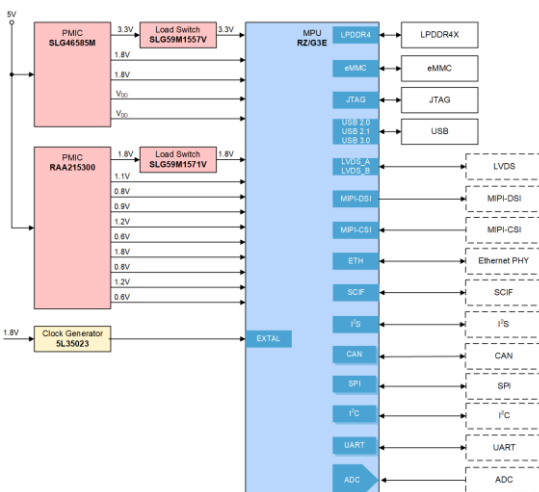 5V
PMIC
SLG46585M
3.3V
Load Switch
SLG59M1557V
3.3V
1.8V
1.8V
VDD
VDD
PMIC
RAA215300
1.8V
Load Switch
SLG59M1571V
1.8V
1.1V
0.8V
0.9V
1.2V
0.6V
1.8V
0.8V
1.2V
0.6V
1.8V
Clock Generator
5L35023
MPU
RZ/G3E
EXTAL
LPDDR4
LPDDR4X
eMMC
eMMC
JTAG
JTAG
USB 2.0
USB 2.1
USB 3.0
USB
LVDS_A
LVDS_B
LVDS
MIPI-DSI
MIPI-DSI
MIPI-CSI
MIPI-CSI
ETH
Ethernet PHY
SCIF
SCIF
I²S
I²S
CAN
CAN
SPI
SPI
I²C
I²C
UART
UART
ADC
ADC